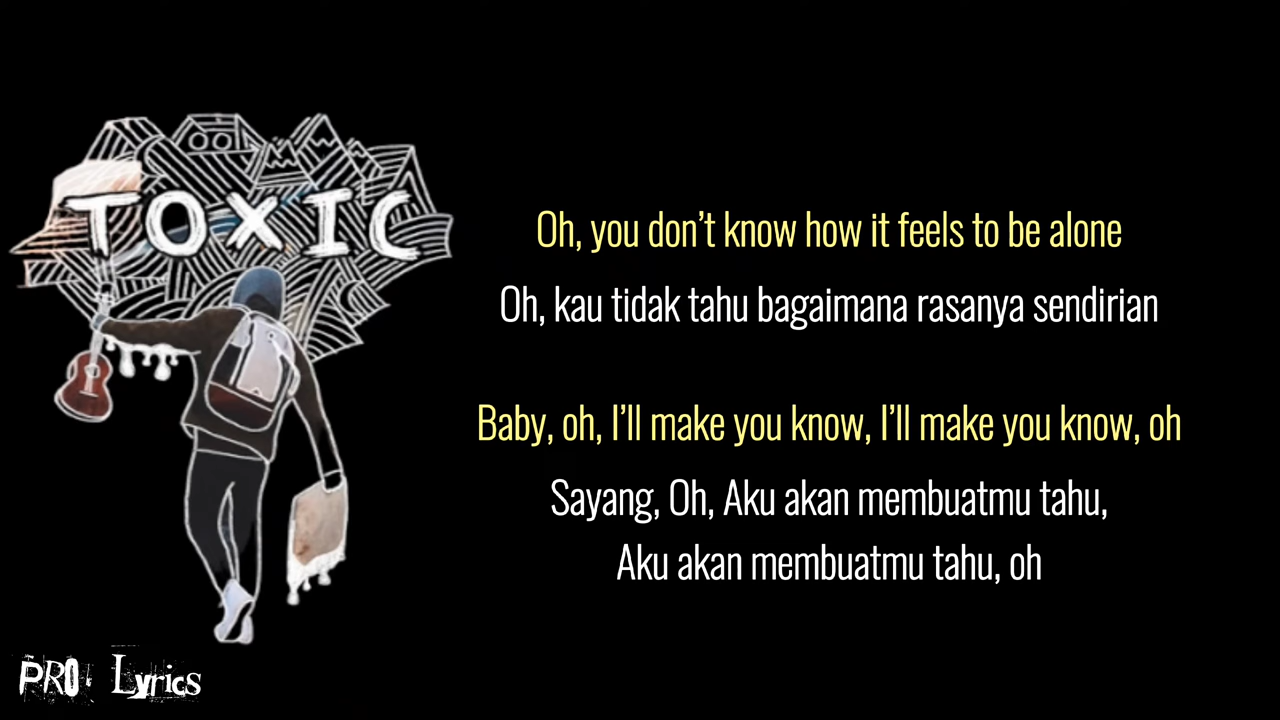 TOXIC
Oh, you don’t know how it feels to be alone
Oh, kau tidak tahu bagaimana rasanya sendirian
Baby, oh, I’ll make you know, I’ll make you know, oh
Sayang, Oh, Aku akan membuatmu tahu,
Aku akan membuatmu tahu, oh
PRO Lyrics